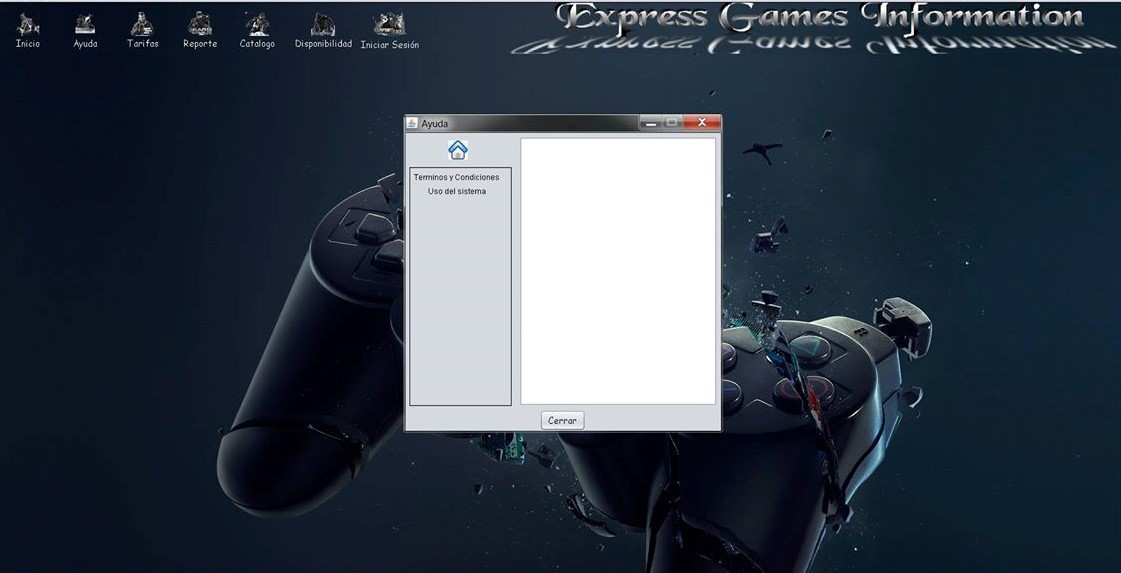 Express Games Information
Inicio
Ayuda
Tarifas
Reporte
Catalogo
Disponibilidad
Iniciar Sesión
Ayuda
Terminos y Condiciones
Uso del sistema
Cerrar